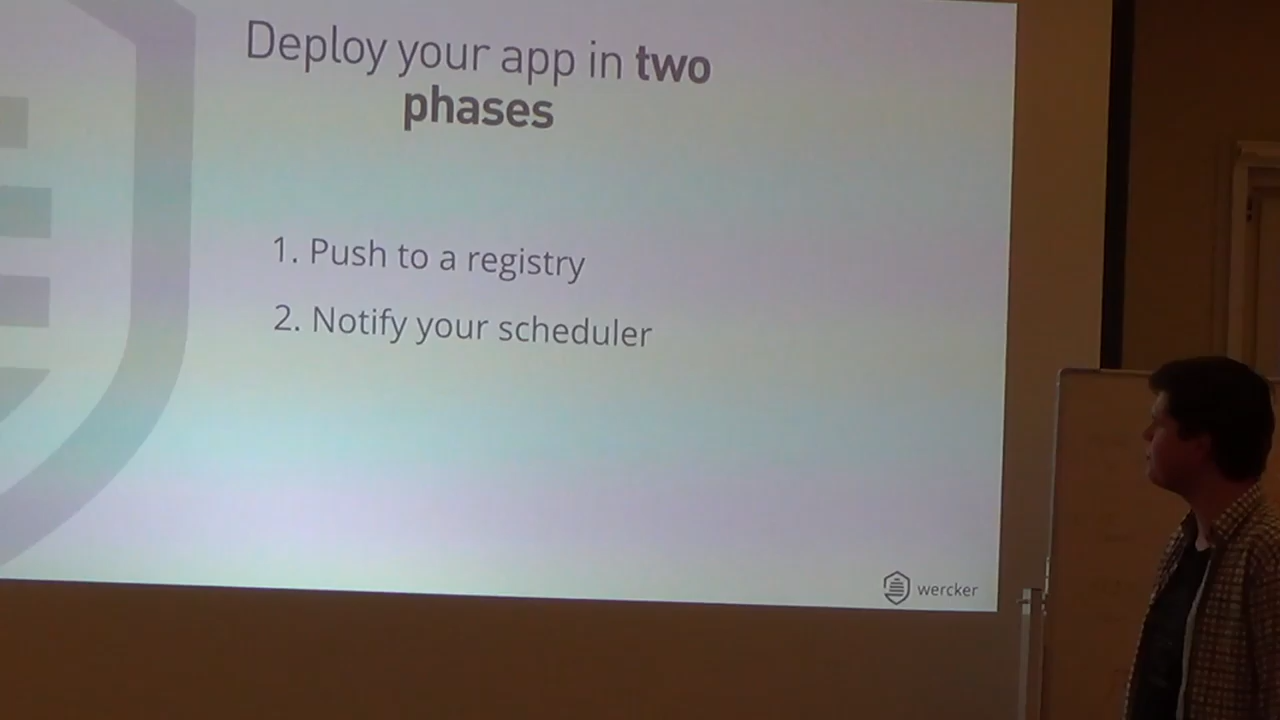 Deploy your app in two
phases
1. Push to a registry
2. Notify your scheduler
wercker